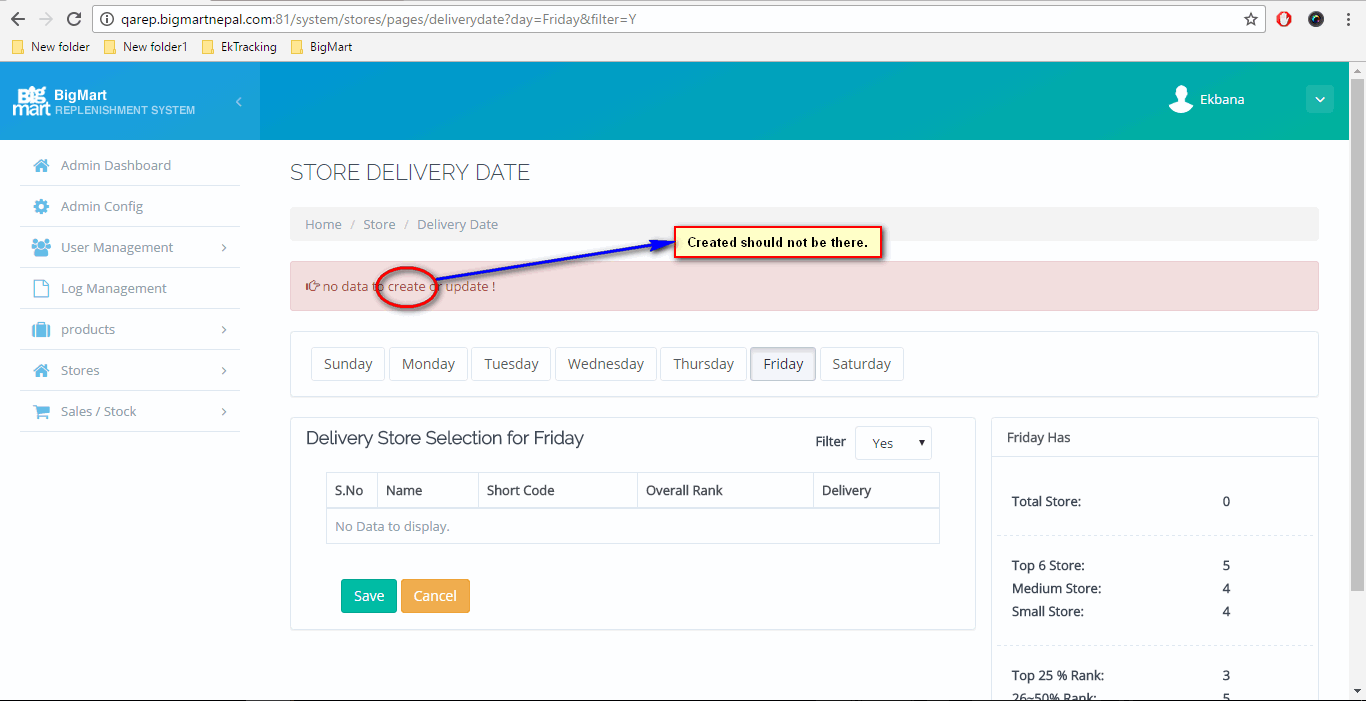 qarep.bigmartnepal.com:81/system/stores/pages/deliverydate?day=Friday&filter=Y
New folder New folder1 EkTracking BigMart
Big mart BigMart
REPLENISHMENT SYSTEM
Ekbana
Admin Dashboard
Admin Config
User Management
Log Management
products
Stores
Sales / Stock
STORE DELIVERY DATE
Home / Store / Delivery Date
Created should not be there.
no data to create or update !
Sunday Monday Tuesday Wednesday Thursday Friday Saturday
Delivery Store Selection for Friday
Filter Yes
S.No Name Short Code Overall Rank Delivery
No Data to display.
Save Cancel
Friday Has
Total Store: 0
Top 6 Store: 5
Medium Store: 4
Small Store: 4
Top 25 % Rank: 3
26~50% Rank: 5